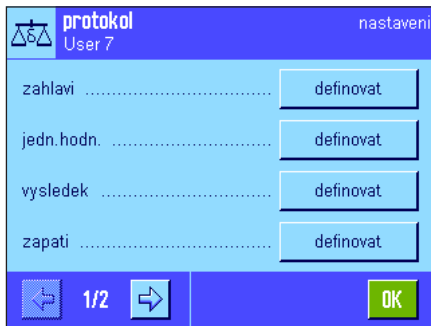 protokol nastaveni
User 7
zahlavi ................................ definovat
jedn.hodn. ........................... definovat
vysledek ............................. definovat
zapati ................................. definovat
1/2 OK